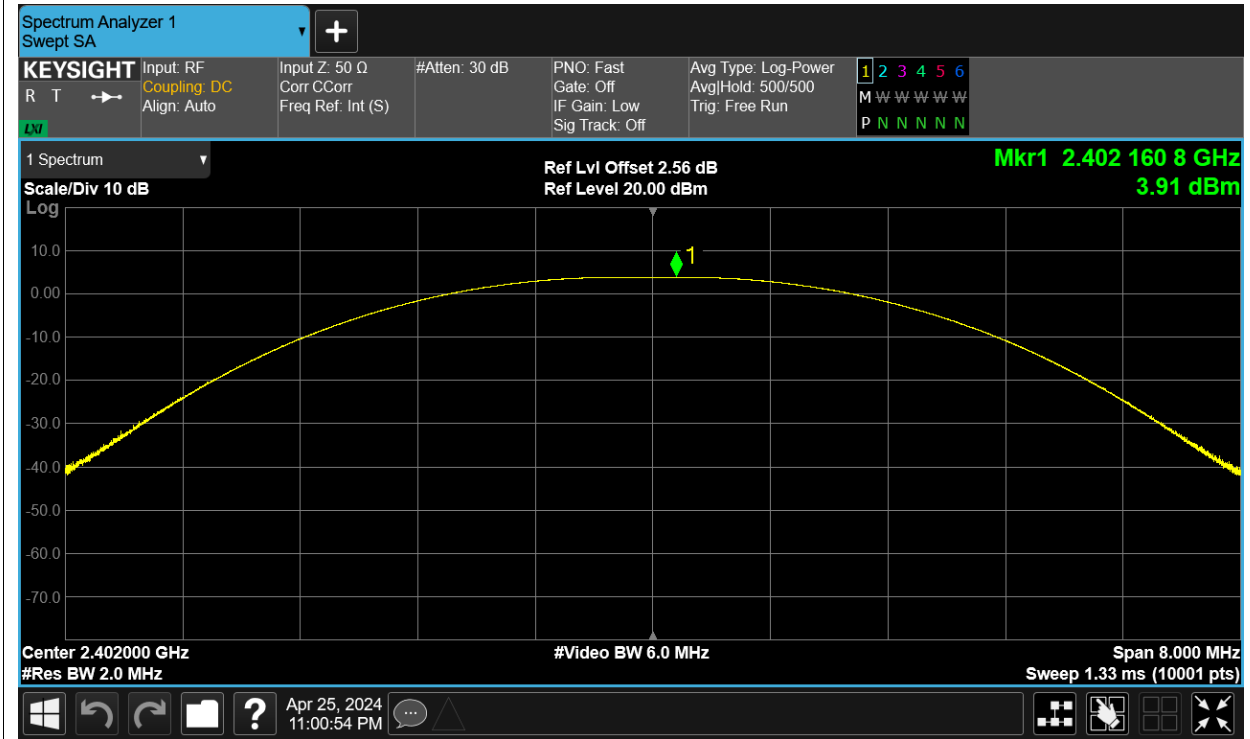 Spectrum Analyzer 1
Swept SA
KEYSIGHT
R T
LXI
Input: RF
Coupling: DC
Align: Auto
Input Z: 50 Ω
Corr CCorr
Freq Ref: Int (S)
#Atten: 30 dB
PNO: Fast
Gate: Off
IF Gain: Low
Sig Track: Off
Avg Type: Log-Power
Avg|Hold: 500/500
Trig: Free Run
1 2 3 4 5 6
M W W W W W
P N N N N N
1 Spectrum
Scale/Div 10 dB
Log
Ref Lvl Offset 2.56 dB
Ref Level 20.00 dBm
Mkr1 2.402 160 8 GHz
3.91 dBm
1
10.0
0.00
-10.0
-20.0
-30.0
-40.0
-50.0
-60.0
-70.0
Center 2.402000 GHz
#Res BW 2.0 MHz
#Video BW 6.0 MHz
Span 8.000 MHz
Sweep 1.33 ms (10001 pts)
?
Apr 25, 2024
11:00:54 PM